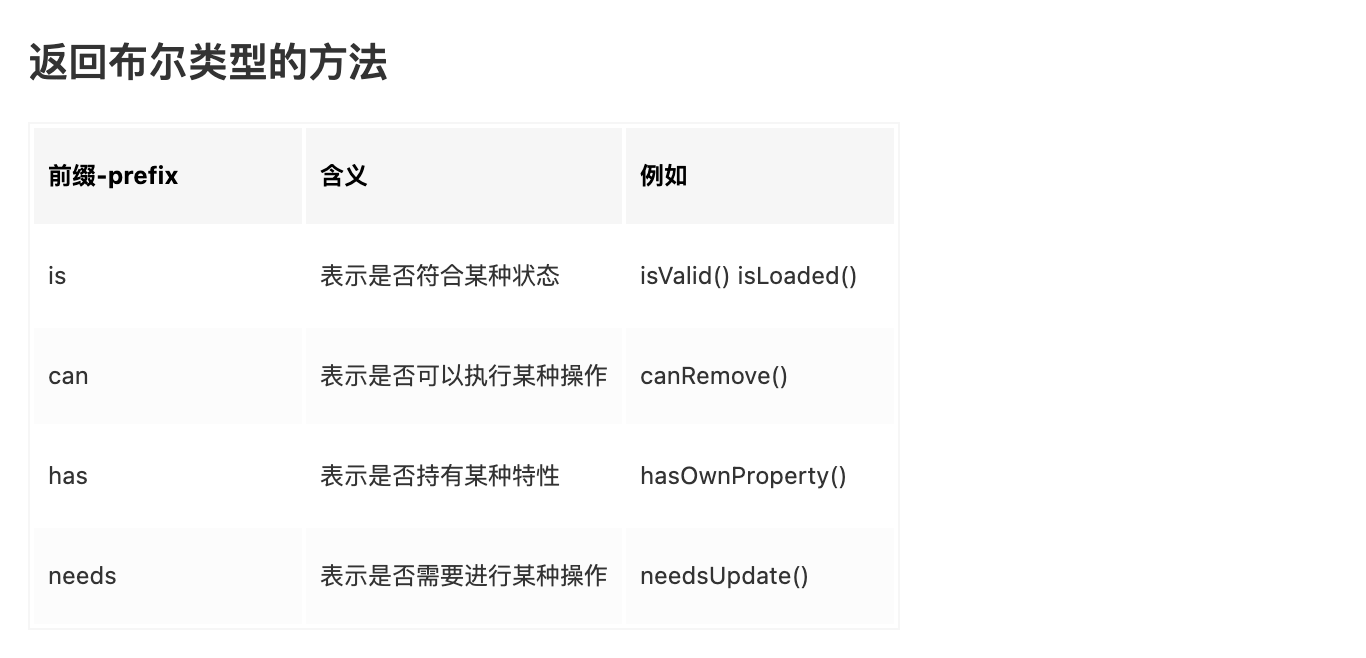 返回布尔类型的方法
前缀-prefix 含义 例如
is 表示是否符合某种状态 isValid() isLoaded()
can 表示是否可以执行某种操作 canRemove()
has 表示是否持有某种特性 hasOwnProperty()
needs 表示是否需要进行某种操作 needsUpdate()